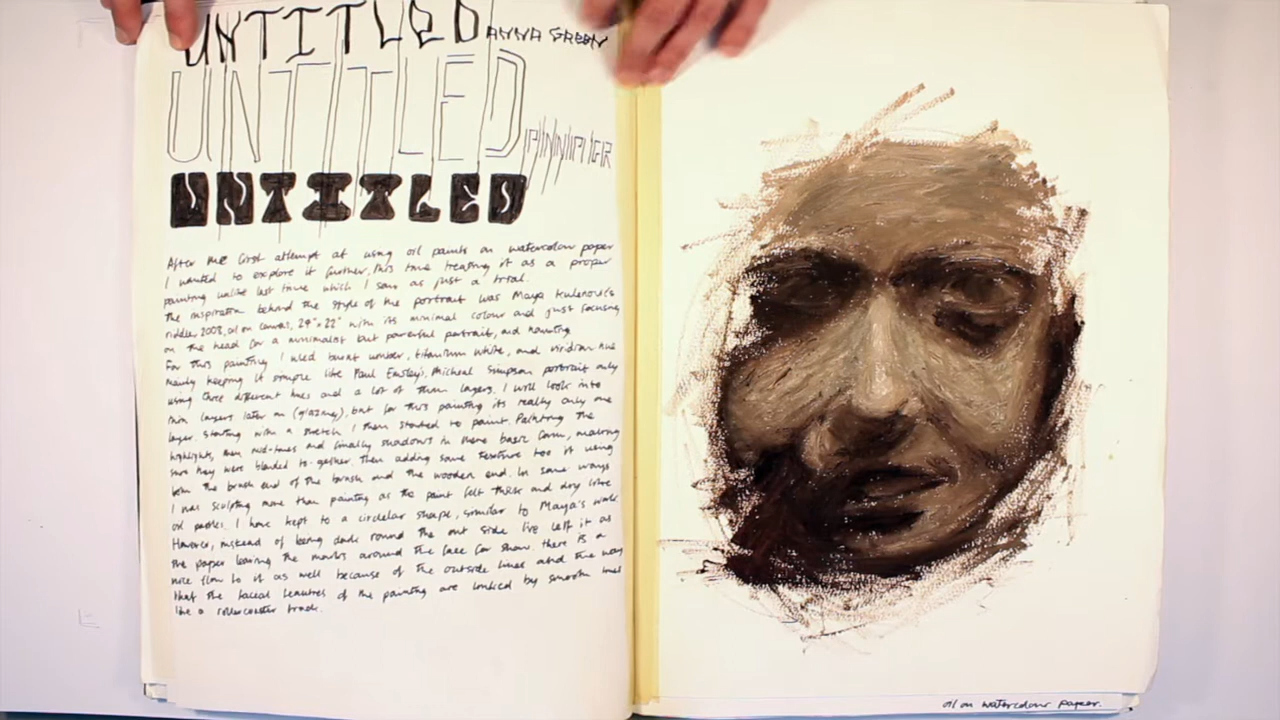 UNTITLED ANNA GREEN
UNTITLED
UNTITLED
After the first attempt at using oil paints on watercolour paper
I wanted to explore it further, this time treating it as a proper
painting unlike last time which I saw as just a trial.
The inspiration behind the style of the portrait was Maya Kulenovic's
riddle, 2008, oil on canvas, 24"x22" with its minimal colour and just focusing
on the head for a minimalist but powerful portrait, and haunting
For this painting I used burnt umber, titanium white, and viridian hue
keeping it simple like Paul Emsley's, Micheal Simpson portrait only
using three different hues and a lot of thin layers. I will look into
thin layers later on (glazing), but for this painting its really only one
layer. Starting with a sketch I then started to paint. Painting the
highlights, then mid-tones and finally shadows in there basic form, making
sure they were blended to-gether. Then adding some texture too it using
both the brush end of the brush and the wooden end. In some ways
I was sculpting more than painting as the paint felt thick and dry like
oil pastels. I have kept to a circular shape, similar to Maya's work
However, instead of being dark round the out side I've left it as
the paper leaving the marks around the face for show. There is a
nice flow to it as well because of the outside lines and the way
that the facial features of the painting are linked by smooth lines
like a rollercoaster track.
oil on watercolour paper.